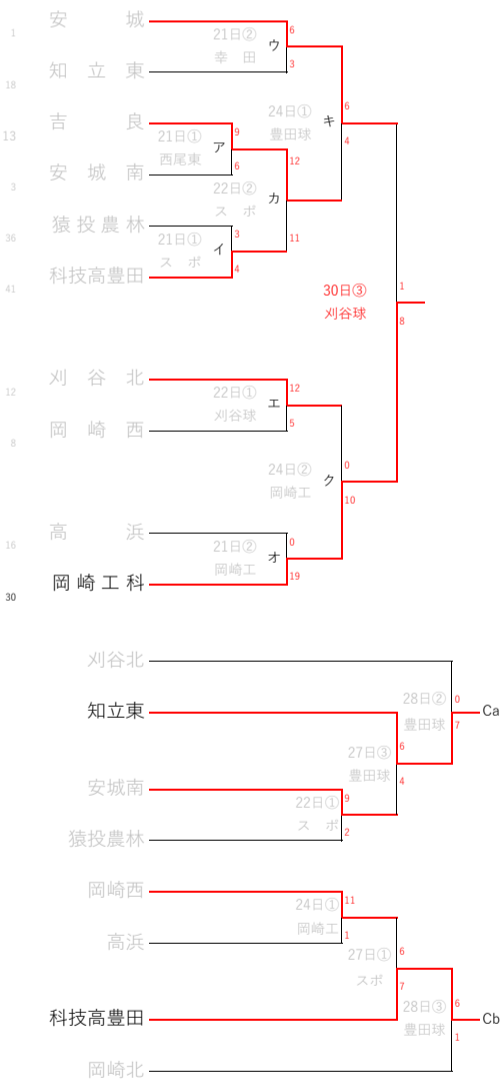 安城
1
6
21日②
ウ
幸田
3
知立東
18
6
24日①
キ
豊田球
4
吉良
13
9
21日①
ア
西尾東
6
12
安城南
3
22日②
カ
スポ
11
猿投農林
36
3
21日①
イ
スポ
4
科技高豊田
41
30日③
1
刈谷球
8
刈谷北
12
12
22日①
エ
刈谷球
5
岡崎西
8
0
24日②
ク
岡崎工
10
高浜
16
0
21日②
オ
岡崎工
19
岡崎工科
30
刈谷北
28日②
0
知立東
Ca
豊田球
7
27日③
6
豊田球
4
安城南
22日①
9
スポ
2
猿投農林
岡崎西
24日①
11
岡崎工
1
高浜
27日①
6
スポ
7
28日③
6
科技高豊田
Cb
豊田球
1
岡崎北